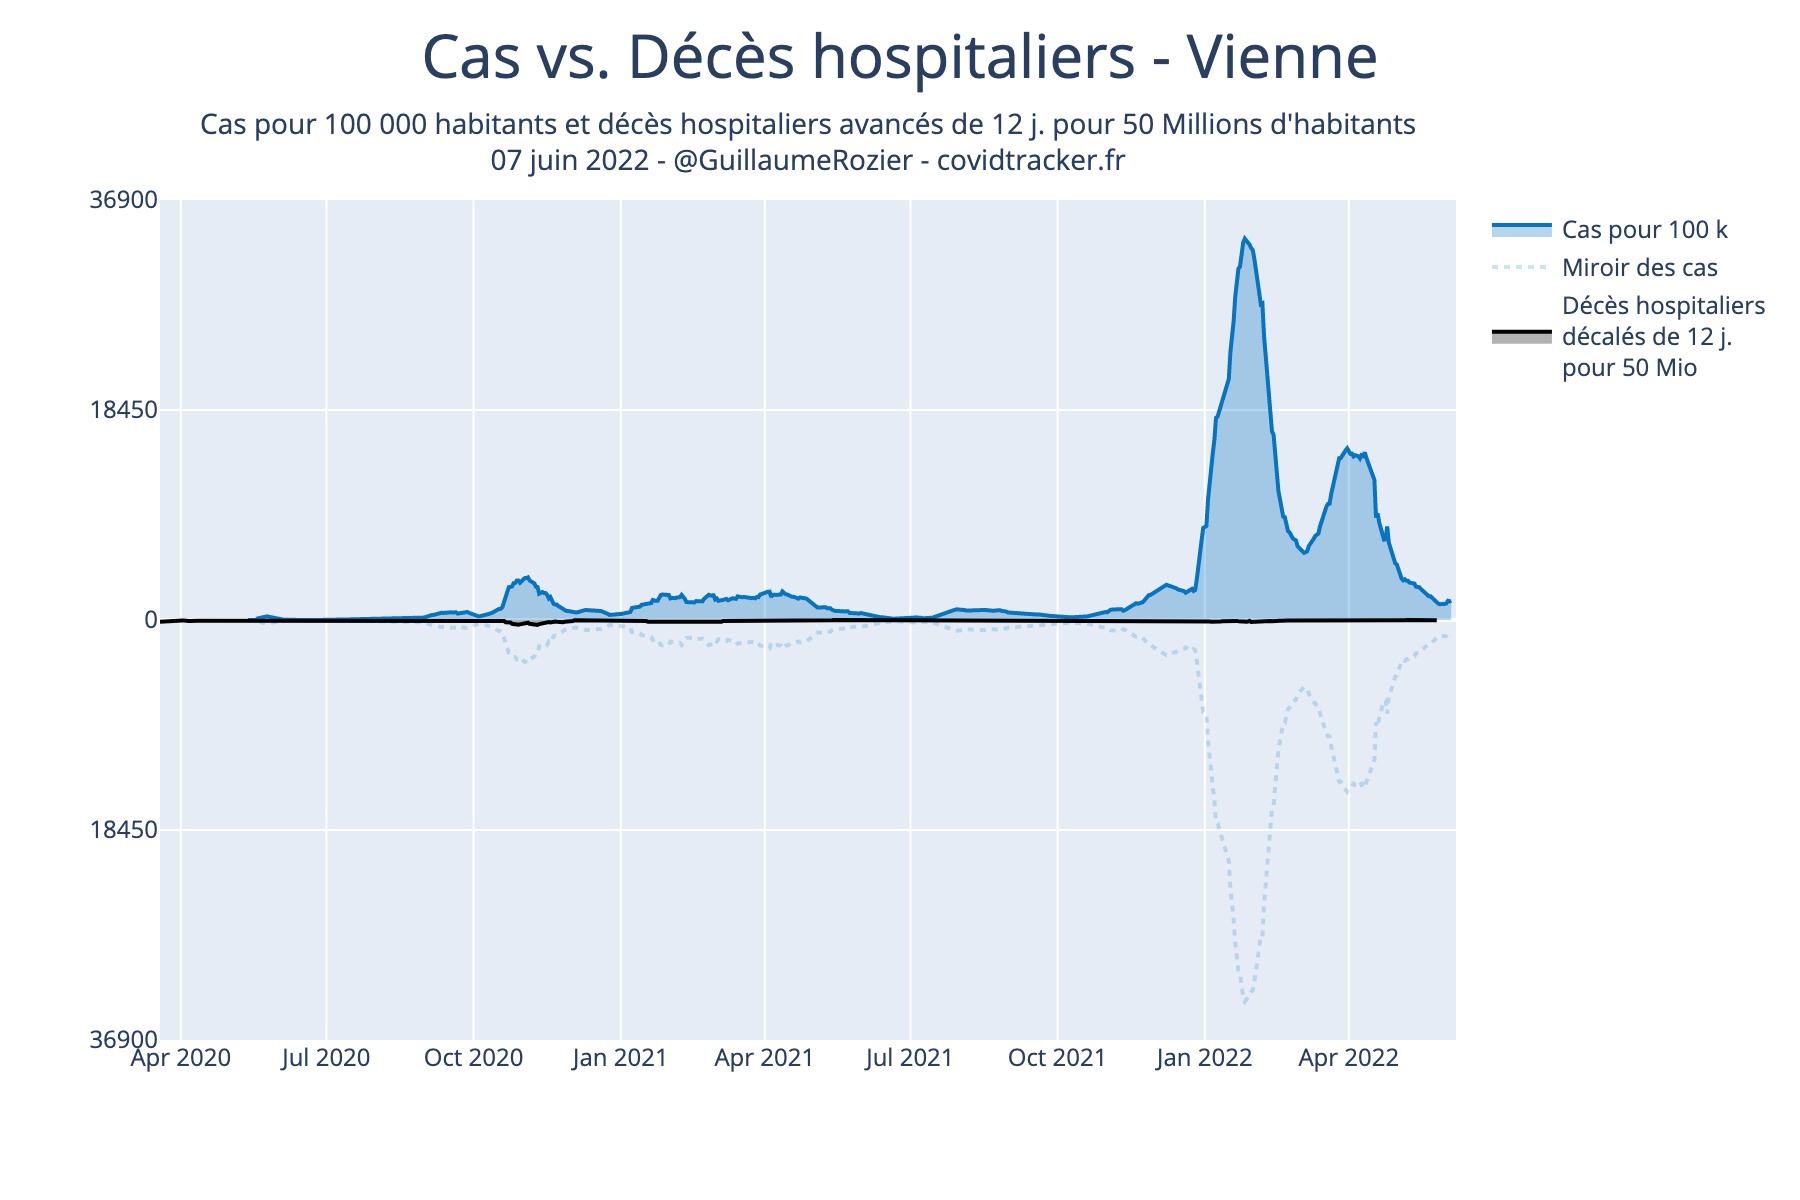 Cas vs. Décès hospitaliers - Vienne
Cas pour 100 000 habitants et décès hospitaliers avancés de 12 j. pour 50 Millions d'habitants
07 juin 2022 - @GuillaumeRozier - covidtracker.fr
36900
18450
0
18450
36900
Apr 2020
Jul 2020
Oct 2020
Jan 2021
Apr 2021
Jul 2021
Oct 2021
Jan 2022
Apr 2022
Cas pour 100 k
Miroir des cas
Décès hospitaliers
décalés de 12 j.
pour 50 Mio